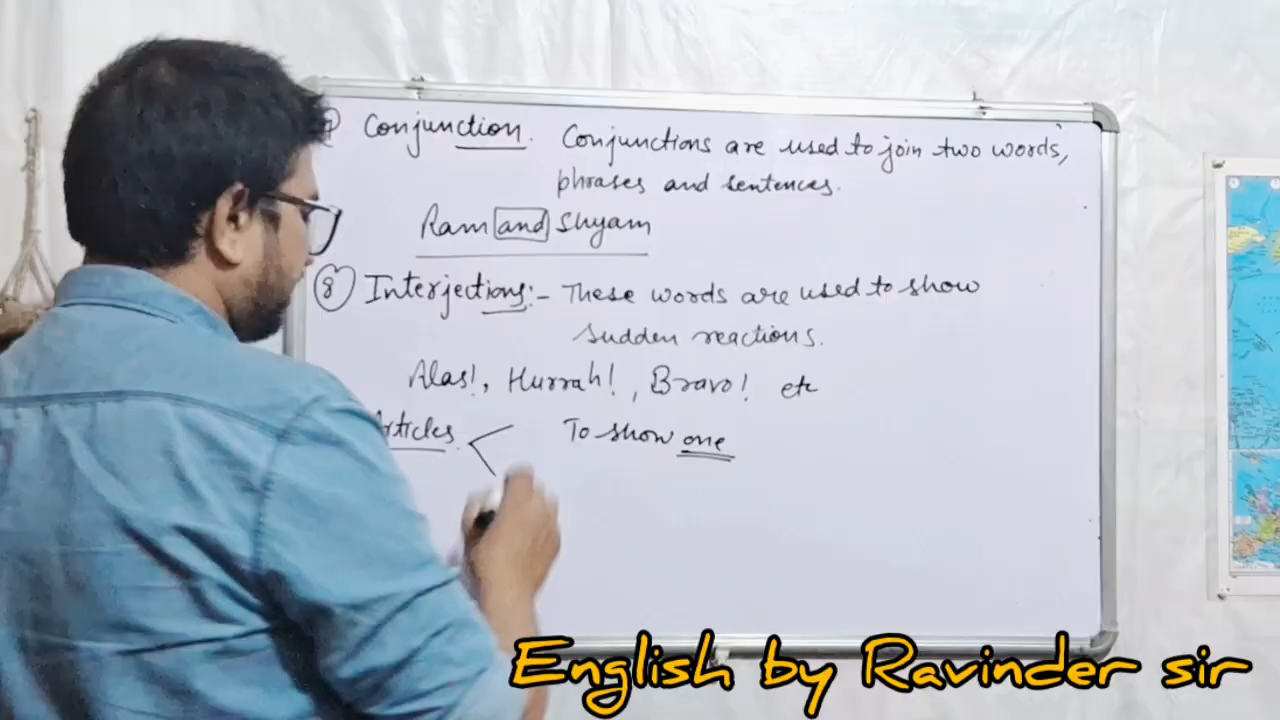 Conjunction. Conjunctions are used to join two words,
phrases and sentences.
Ram and Shyam
8 Interjections:- These words are used to show
sudden reactions.
Alas!, Hurrah!, Bravo! etc
Articles To show one
English by Ravinder sir